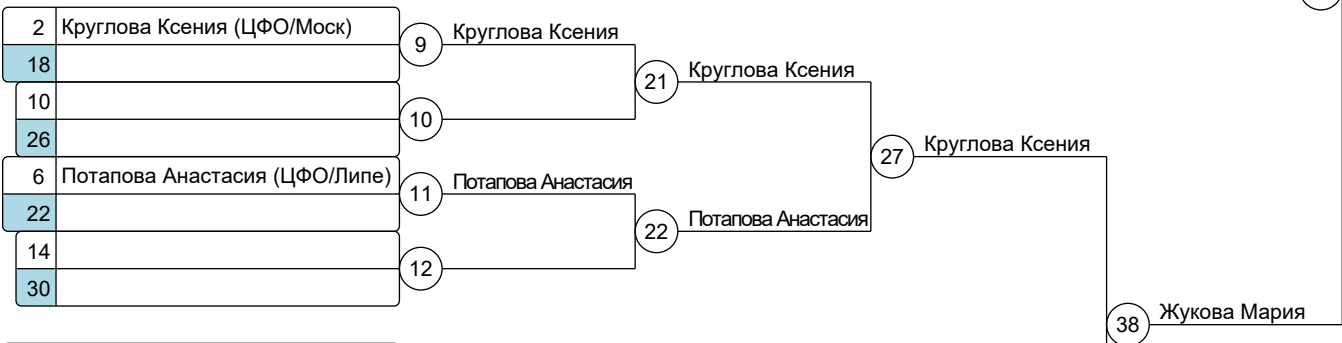 2 Круглова Ксения (ЦФО/Моск)
9 Круглова Ксения
18
21 Круглова Ксения
10
10
26
27 Круглова Ксения
6 Потапова Анастасия (ЦФО/Липе)
11 Потапова Анастасия
22
22 Потапова Анастасия
14
12
30
38 Жукова Мария